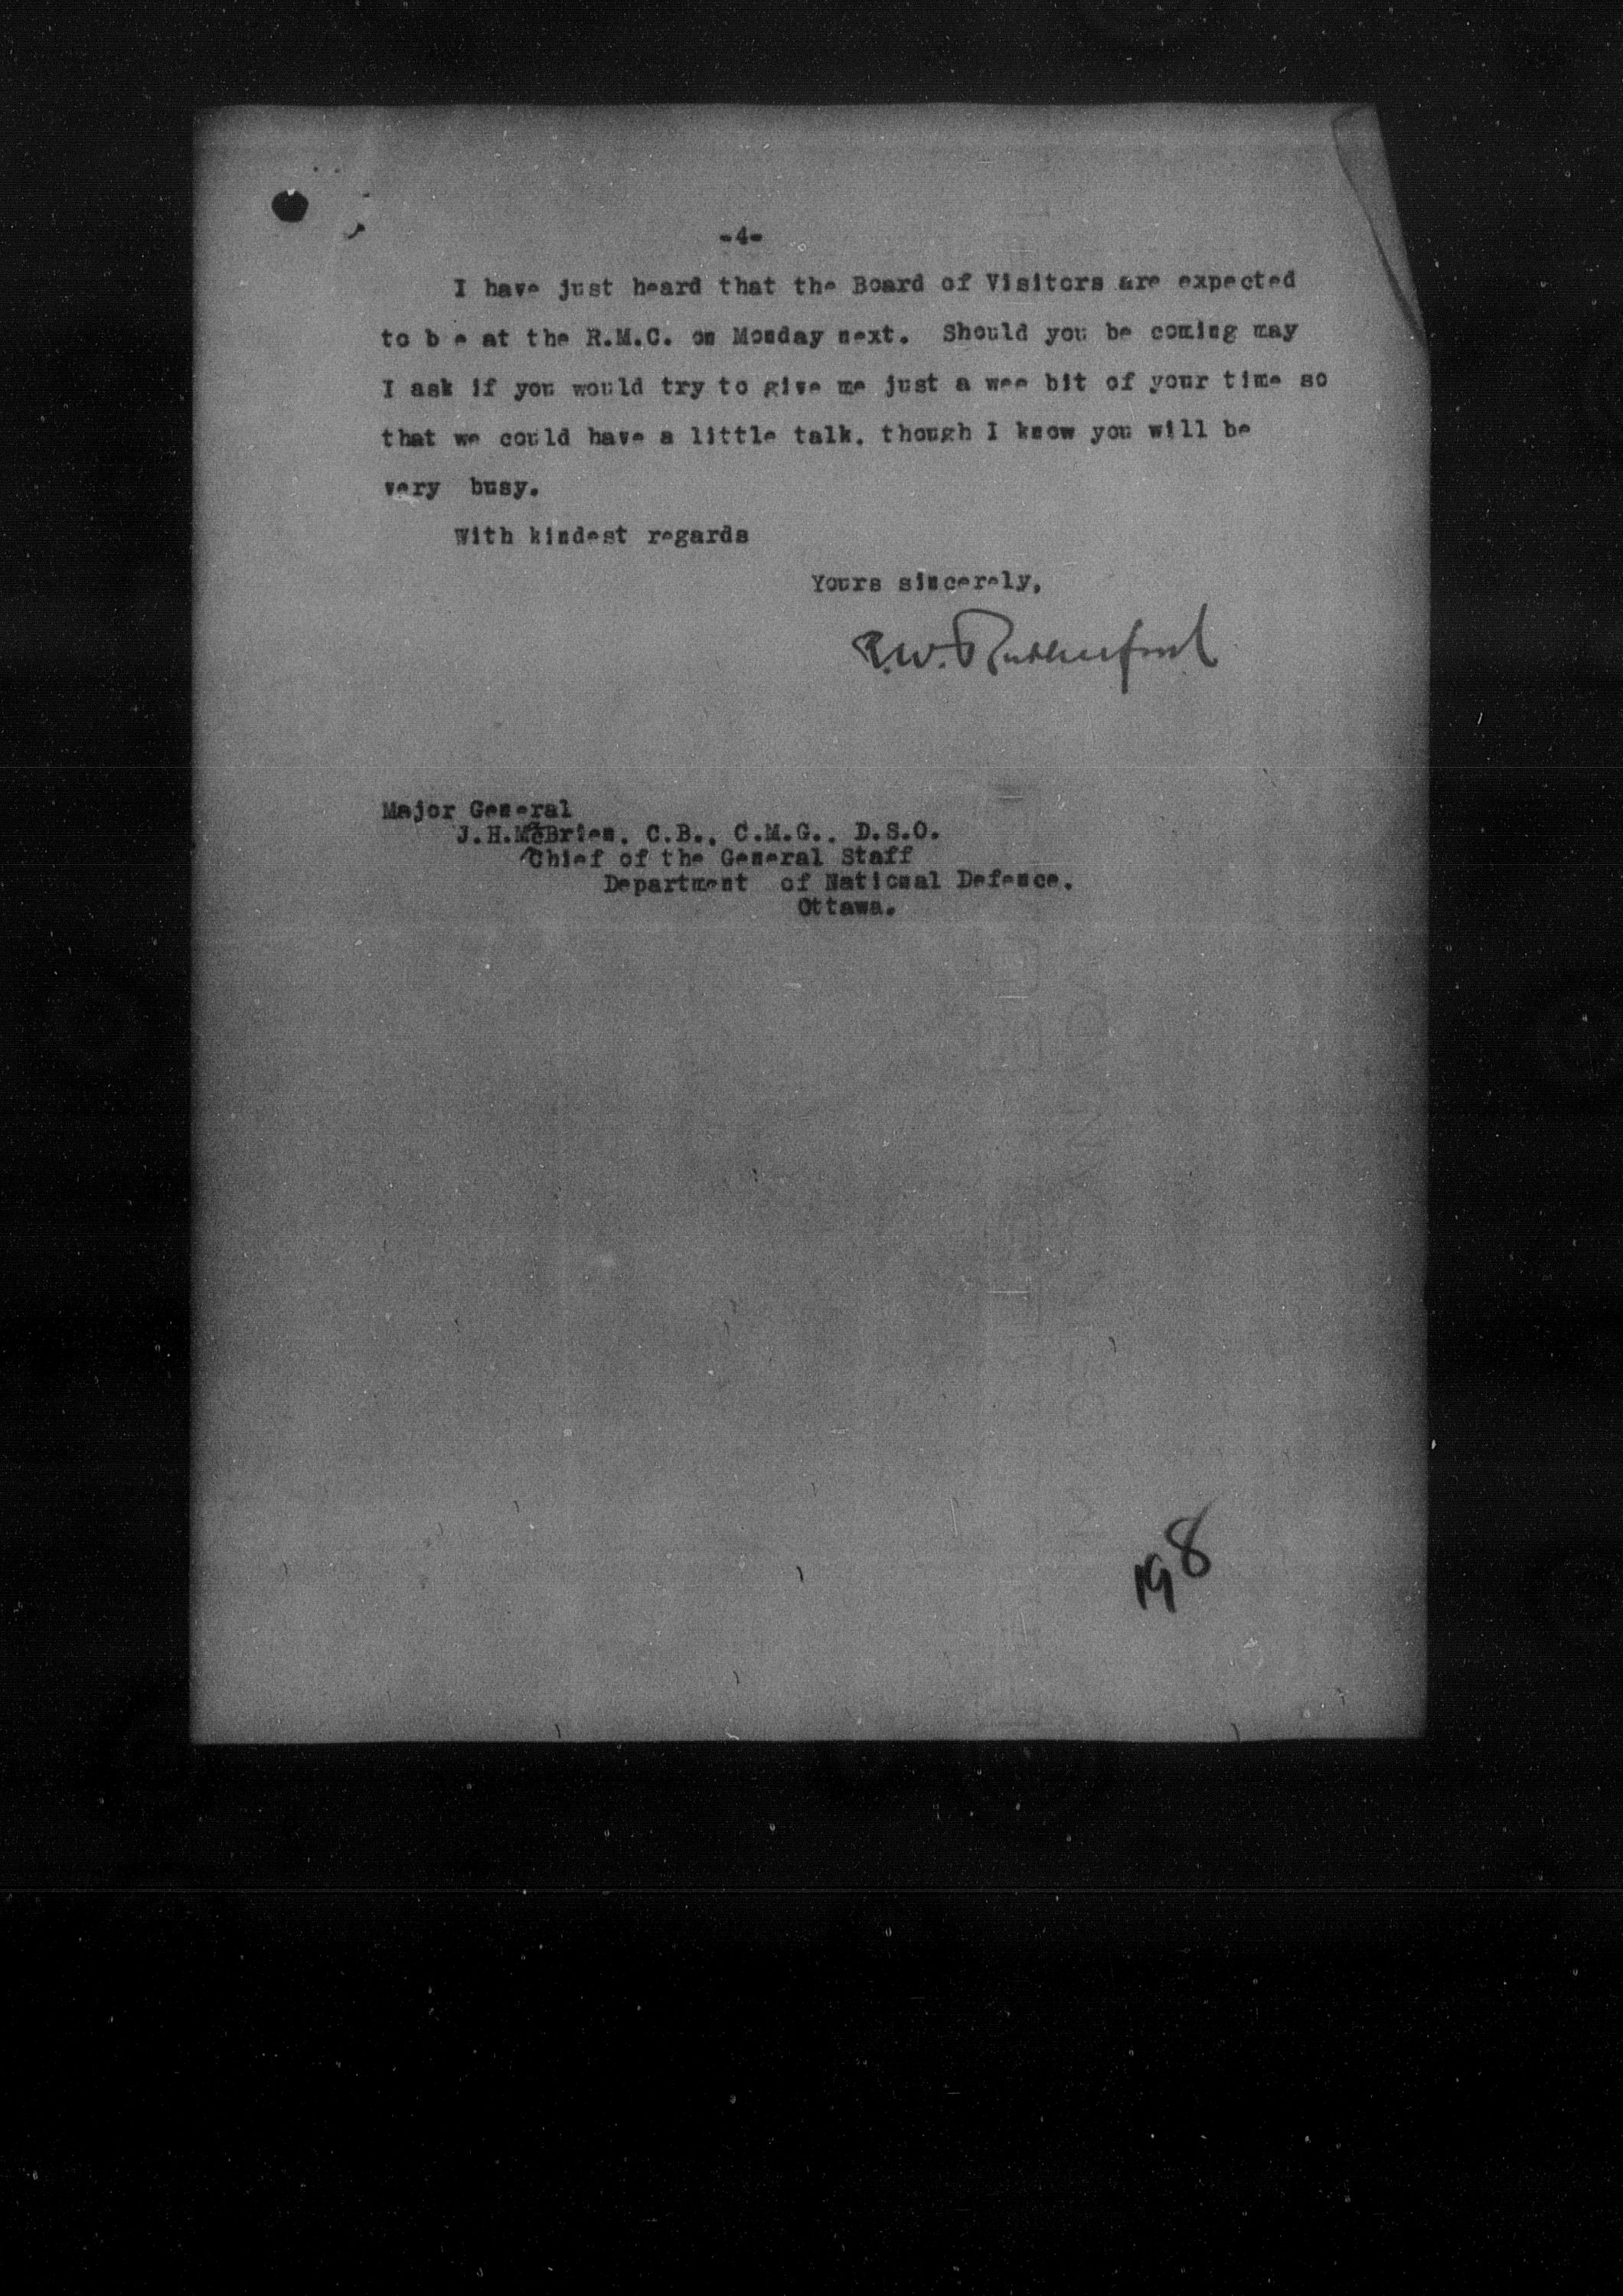 -4-
I have just heard that the Board of Visitors are expected
to b e at the R.M.C. on Monday next. Should you be coming may
I ask if you would try to give me just a wee bit of your time so
that we could have a little talk, though I know you will be
very busy.
With kindest regards
Yours sincerely,
R.W. Rutherford
Major General
J.H.McBrien, C.B., C.M.G., D.S.O.
Chief of the General Staff
Department of National Defence.
Ottawa.
198